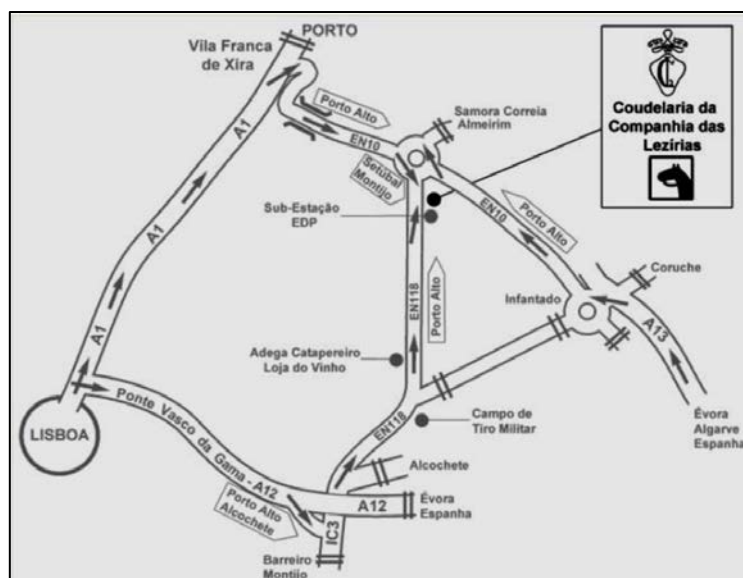 PORTO
Vila Franca
de Xira
Porto Alto
Samora Correia
Almeirim
C
Coudelaria da
Companhia das
Lezírias
A1
EN10
Setúbal
Montijo
Sub-Estação
EDP
EN10
Porto Alto
A1
Coruche
Infantado
A13
EN118
Porto Alto
A1
Adega Catapereiro
Loja do Vinho
LISBOA
Ponte Vasco da Gama - A12
EN118
Campo de
Tiro Militar
Évora
Algarve
Espanha
Alcochete
Porto Alto
Alcochete
A12
Évora
Espanha
IC3
Barreiro
Montijo